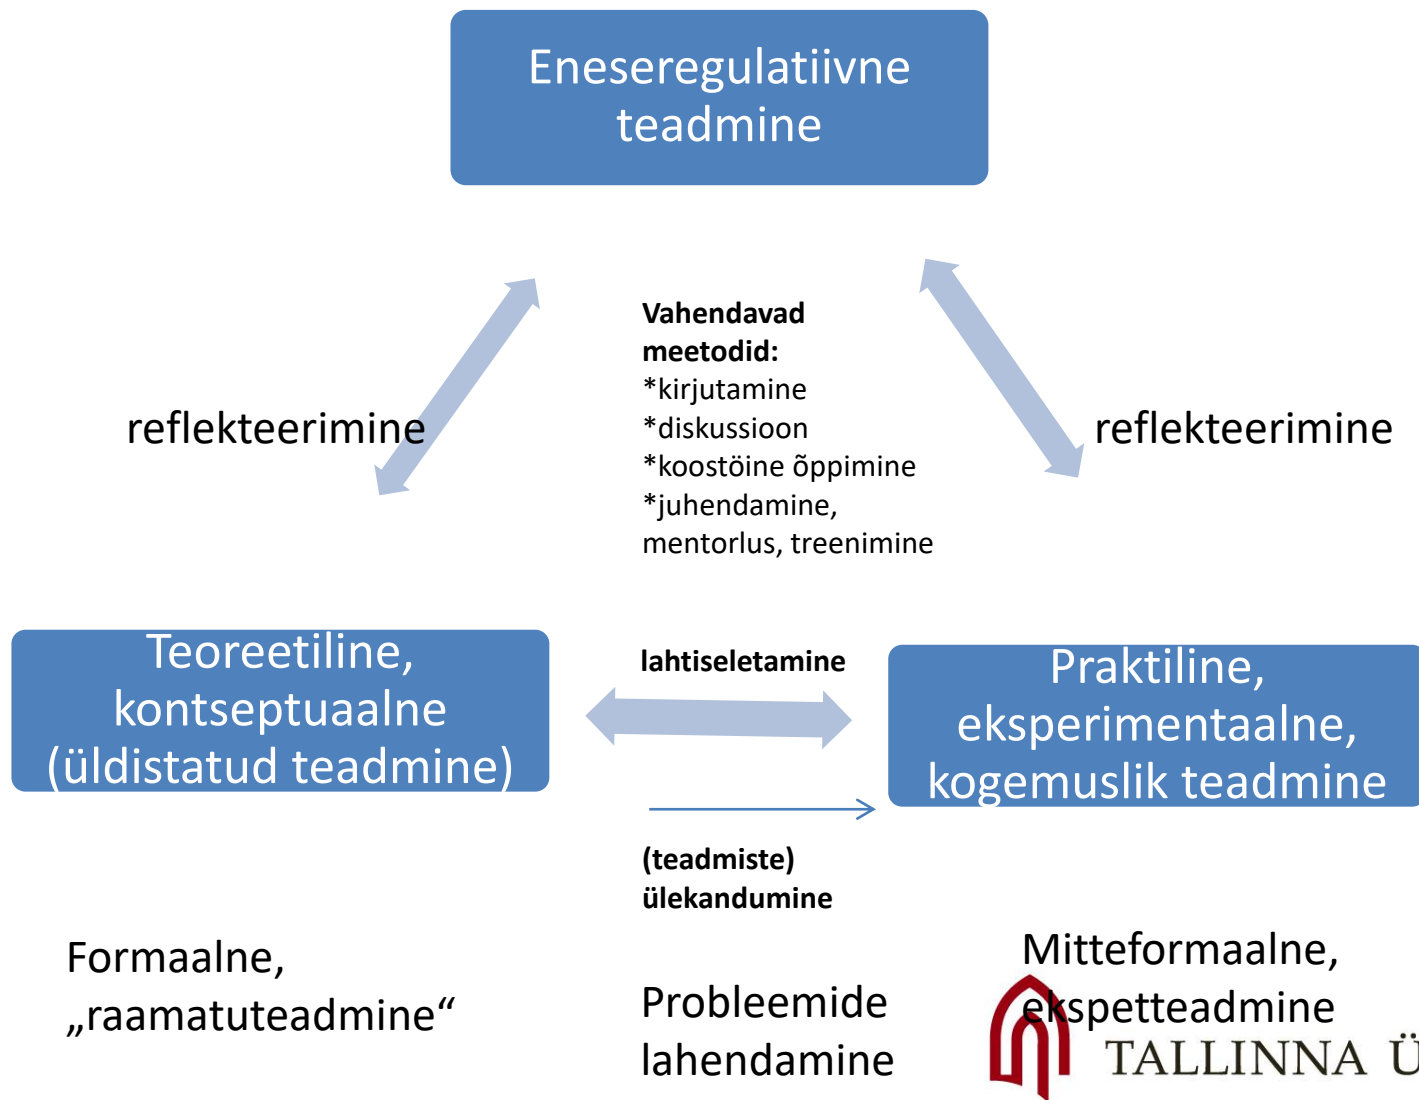 Eneseregulatiivne
teadmine
Vahendavad
meetodid:
*kirjutamine
*diskussioon
*koostöine õppimine
*juhendamine,
mentorlus, treenimine
reflekteerimine
reflekteerimine
Teoreetiline,
kontseptuaalne
(üldistatud teadmine)
lahtiseletamine
Praktiline,
eksperimentaalne,
kogemuslik teadmine
(teadmiste)
ülekandumine
Formaalne,
„raamatuteadmine“
Probleemide
lahendamine
Mitteformaalne,
ekspetteadmine
TALLINNA Ü